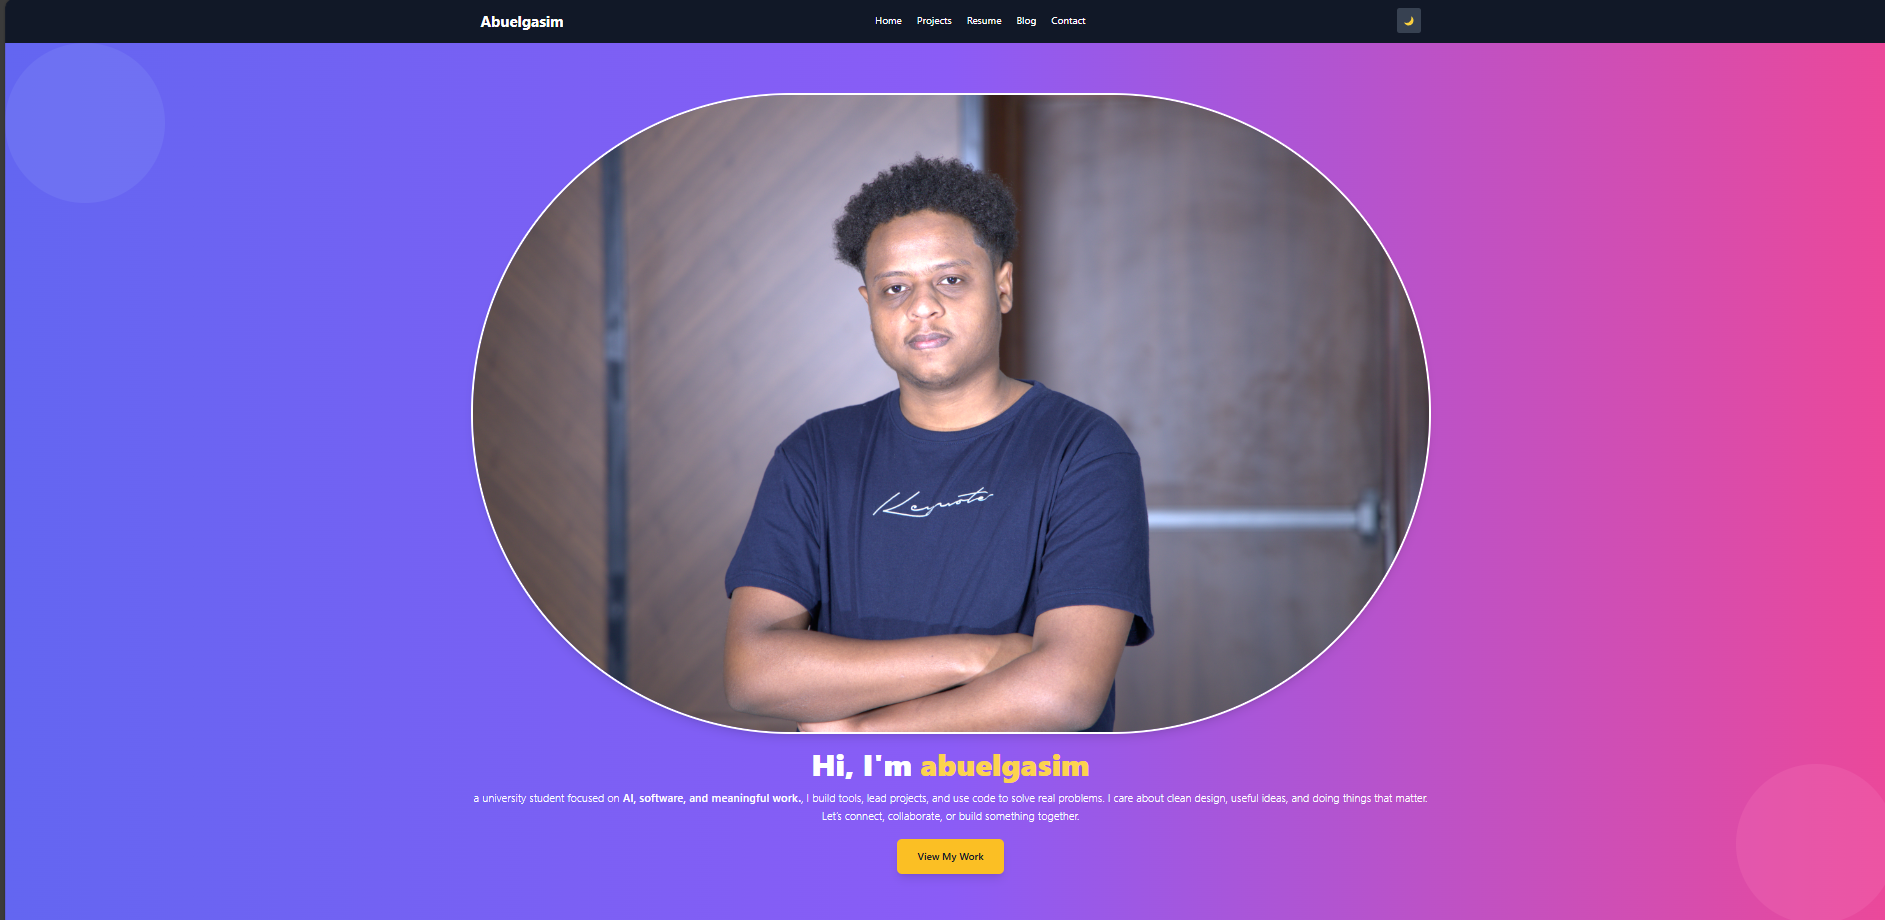 Abuelgasim
Home Projects Resume Blog Contact
Keynote
Hi, I'm abuelgasim
a university student focused on AI, software, and meaningful work., I build tools, lead projects, and use code to solve real problems. I care about clean design, useful ideas, and doing things that matter.
Let's connect, collaborate, or build something together.
View My Work